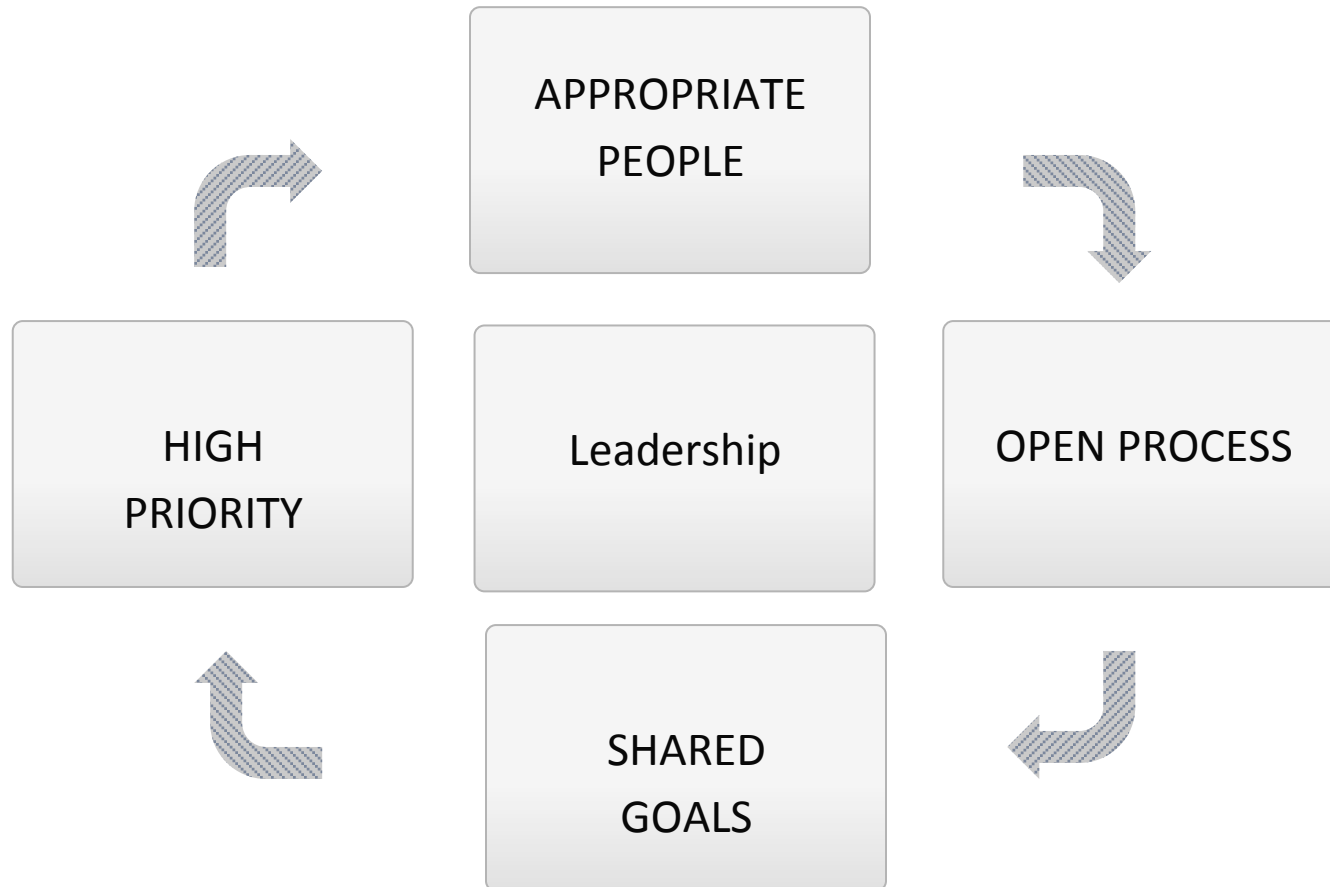 APPROPRIATE
PEOPLE
HIGH
PRIORITY
Leadership
OPEN PROCESS
SHARED
GOALS